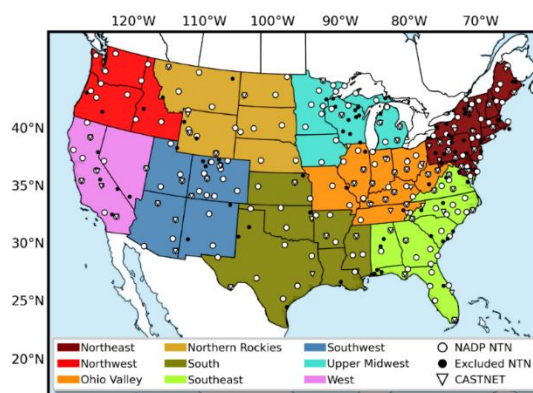 120°W 110°W 100°W 90°W 80°W 70°W
40°N
35°N
30°N
25°N
20°N
Northeast Northern Rockies Southwest NADP NTN
Northwest South Upper Midwest Excluded NTN
Ohio Valley Southeast West CASTNET